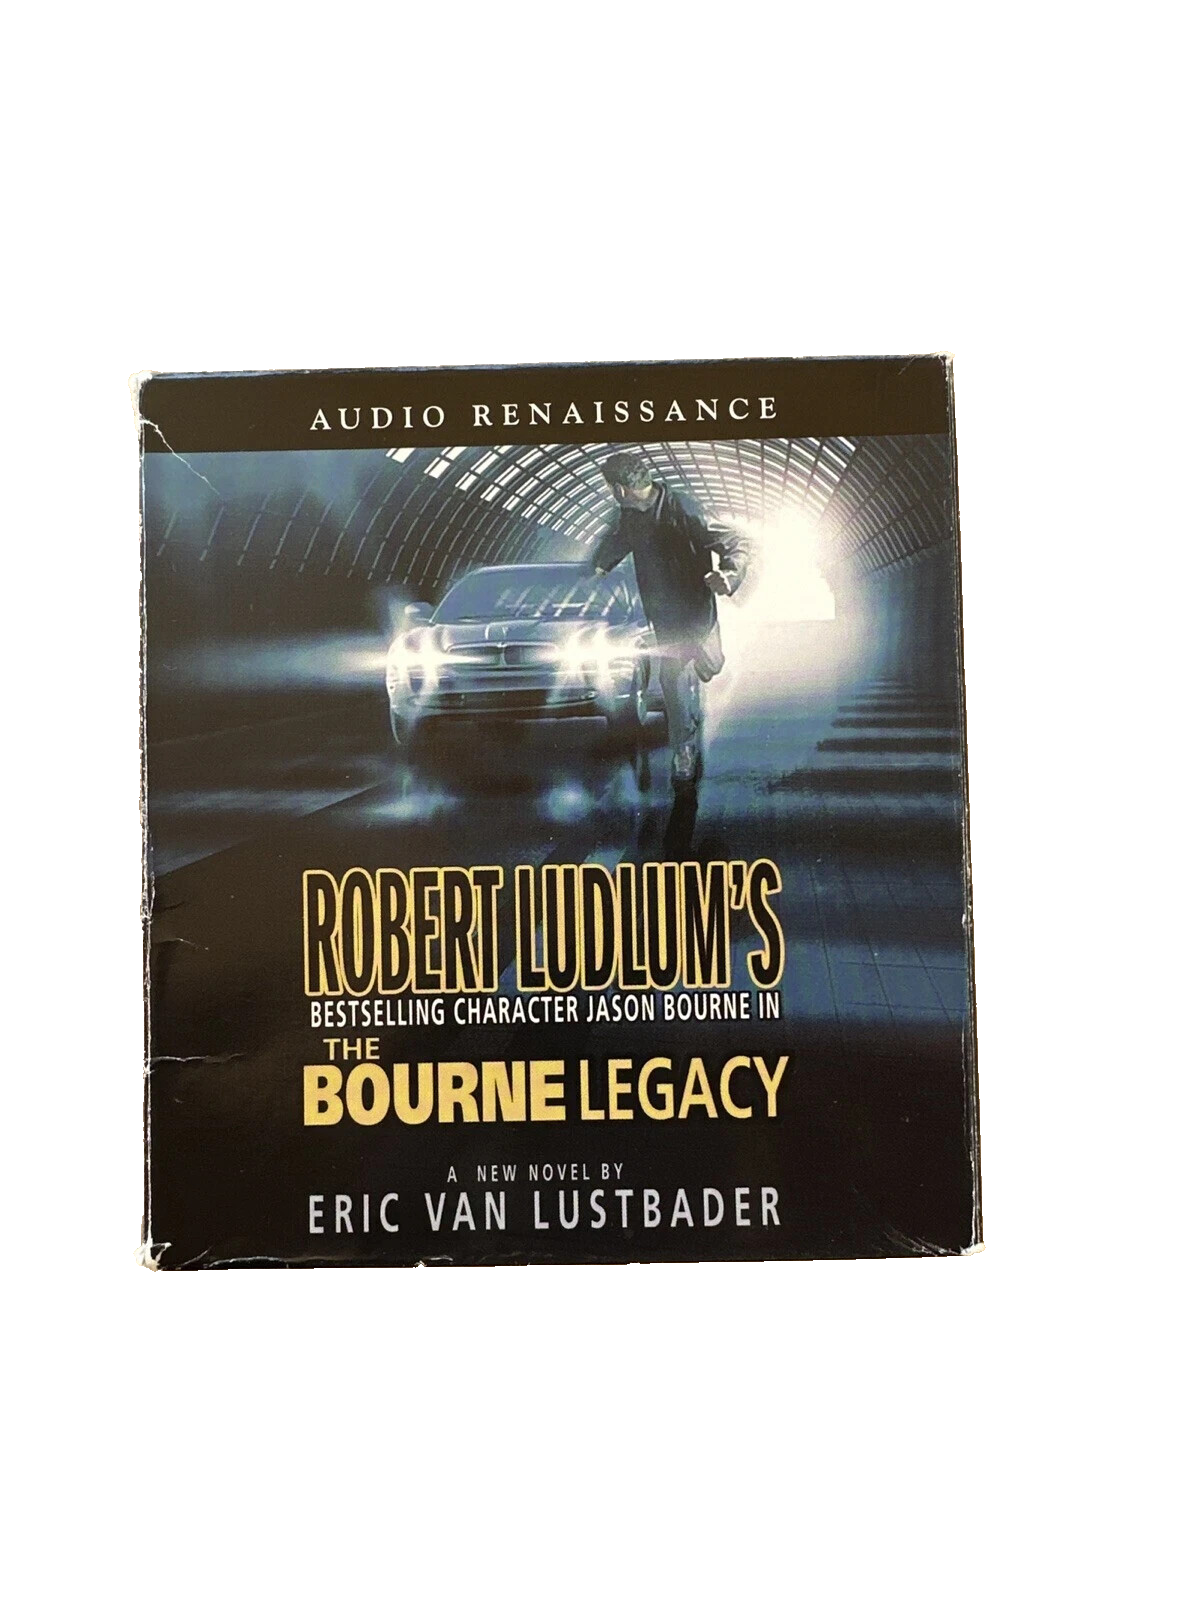 AUDIO RENAISSANCE
ROBERT LUDLUM'S
BESTSELLING CHARACTER JASON BOURNE IN
THE
BOURNE LEGACY
A NEW NOVEL BY
ERIC VAN LUSTBADER